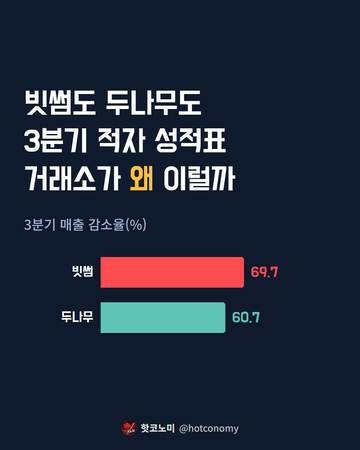 빗썸도 두나무도
3분기 적자 성적표
거래소가 왜 이럴까
3분기 매출 감소율(%)
빗썸 69.7
두나무 60.7
핫코노미 @hotconomy